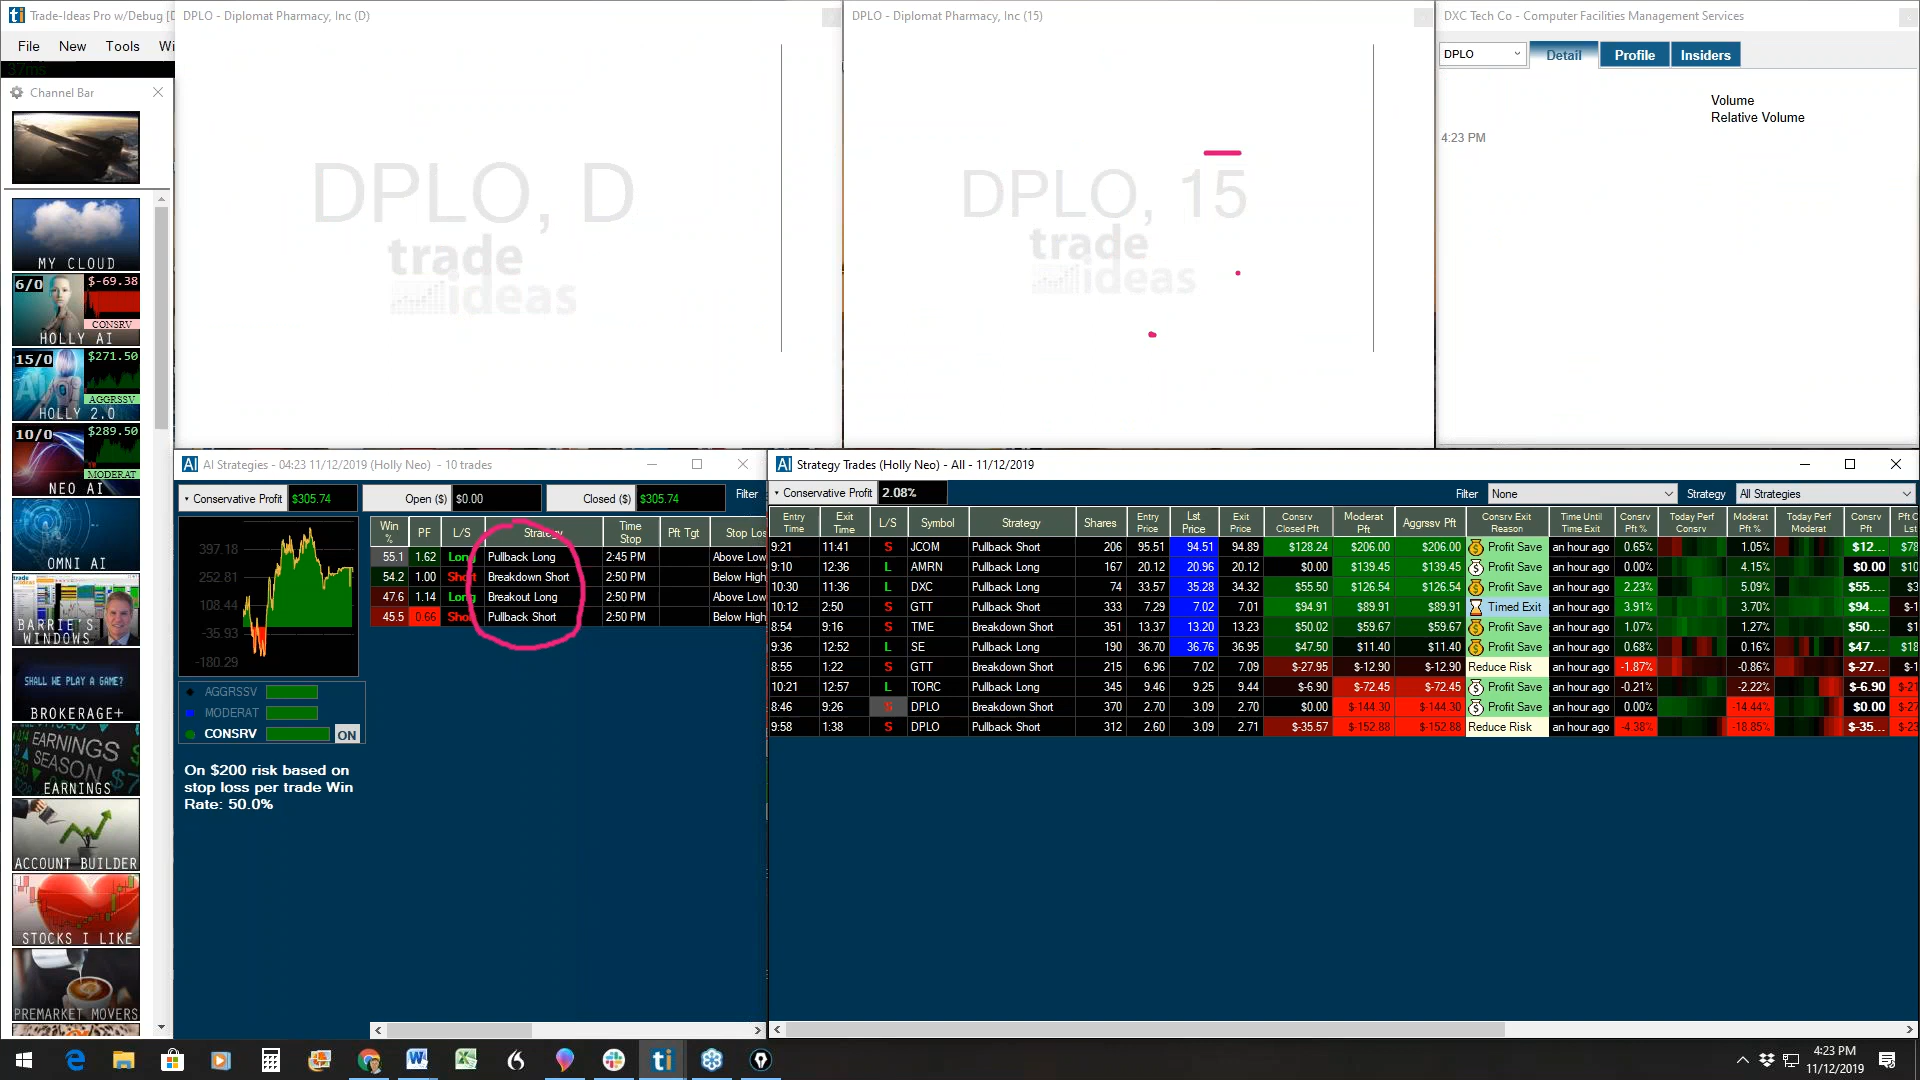 Trade-Ideas Pro w/Debug [D
File New Tools Wi
37ms
Channel Bar
MY CLOUD
6/0 $-69.38
CONSRV
HOLLY AI
15/0 $271.50
AGGRSSV
HOLLY 2.0
10/0 $289.50
MODERAT
NEO AI
OMNI AI
BARRIE'S
WINDOWS
SHALL WE PLAY A GAME?
BROKERAGE+
EARNINGS
SEASON
EARNINGS
ACCOUNT BUILDER
STOCKS I LIKE
PREMARKET MOVERS
DPLO - Diplomat Pharmacy, Inc (D)
DPLO, D
trade
ideas
DPLO - Diplomat Pharmacy, Inc (15)
DPLO, 15
trade
ideas
DXC Tech Co - Computer Facilities Management Services
DPLO Detail Profile Insiders
Volume
Relative Volume
4:23 PM
AI AI Strategies - 04:23 11/12/2019 (Holly Neo) - 10 trades
Conservative Profit $305.74 Open ($) $0.00 Closed ($) $305.74 Filter
397.18
252.81
108.44
-35.93
-180.29
AGGRSSV
MODERAT
CONSRV ON
On $200 risk based on
stop loss per trade Win
Rate: 50.0%
Win % PF L/S Strategy Time Stop Pft Tgt Stop Los
55.1 1.62 Long Pullback Long 2:45 PM Above Low
54.2 1.00 Short Breakdown Short 2:50 PM Below High
47.6 1.14 Long Breakout Long 2:50 PM Above Low
45.5 0.66 Short Pullback Short 2:50 PM Below High
AI Strategy Trades (Holly Neo) - All - 11/12/2019
Conservative Profit 2.08% Filter None Strategy All Strategies
Entry Time Exit Time L/S Symbol Strategy Shares Entry Price Lst Price Exit Price Consrv Closed Pft Moderat Pft Aggrssv Pft Consrv Exit Reason Time Until Time Exit Consrv Pft % Today Perf Consrv Moderat Pft % Today Perf Moderat Consrv Pft Pft C Lst
9:21 11:41 S JCOM Pullback Short 206 95.51 94.51 94.89 $128.24 $206.00 $206.00 Profit Save an hour ago 0.65% 1.05% $12... $78
9:10 12:36 L AMRN Pullback Long 167 20.12 20.96 20.12 $0.00 $139.45 $139.45 Profit Save an hour ago 0.00% 4.15% $0.00 $10
10:30 11:36 L DXC Pullback Long 74 33.57 35.28 34.32 $55.50 $126.54 $126.54 Profit Save an hour ago 2.23% 5.09% $55....
10:12 2:50 S GTT Pullback Short 333 7.29 7.02 7.01 $94.91 $89.91 $89.91 Timed Exit an hour ago 3.91% 3.70% $94.... $-1
8:54 9:16 S TME Breakdown Short 351 13.37 13.20 13.23 $50.02 $59.67 $59.67 Profit Save an hour ago 1.07% 1.27% $50....
9:36 12:52 L SE Pullback Long 190 36.70 36.76 36.95 $47.50 $11.40 $11.40 Profit Save an hour ago 0.68% 0.16% $47.... $18
8:55 1:22 S GTT Breakdown Short 215 6.96 7.02 7.09 $-27.95 $-12.90 $-12.90 Reduce Risk an hour ago -1.87% -0.86% $-27... $-1
10:21 12:57 L TORC Pullback Long 345 9.46 9.25 9.44 $-6.90 $-72.45 $-72.45 Profit Save an hour ago -0.21% -2.22% $-6.90 $-21
8:46 9:26 S DPLO Breakdown Short 370 2.70 3.09 2.70 $0.00 $-144.30 $-144.30 Profit Save an hour ago 0.00% -14.44% $0.00 $-27
9:58 1:38 S DPLO Pullback Short 312 2.60 3.09 2.71 $-35.57 $-152.88 $-152.88 Reduce Risk an hour ago -4.38% -18.85% $-35... $-23
4:23 PM
11/12/2019